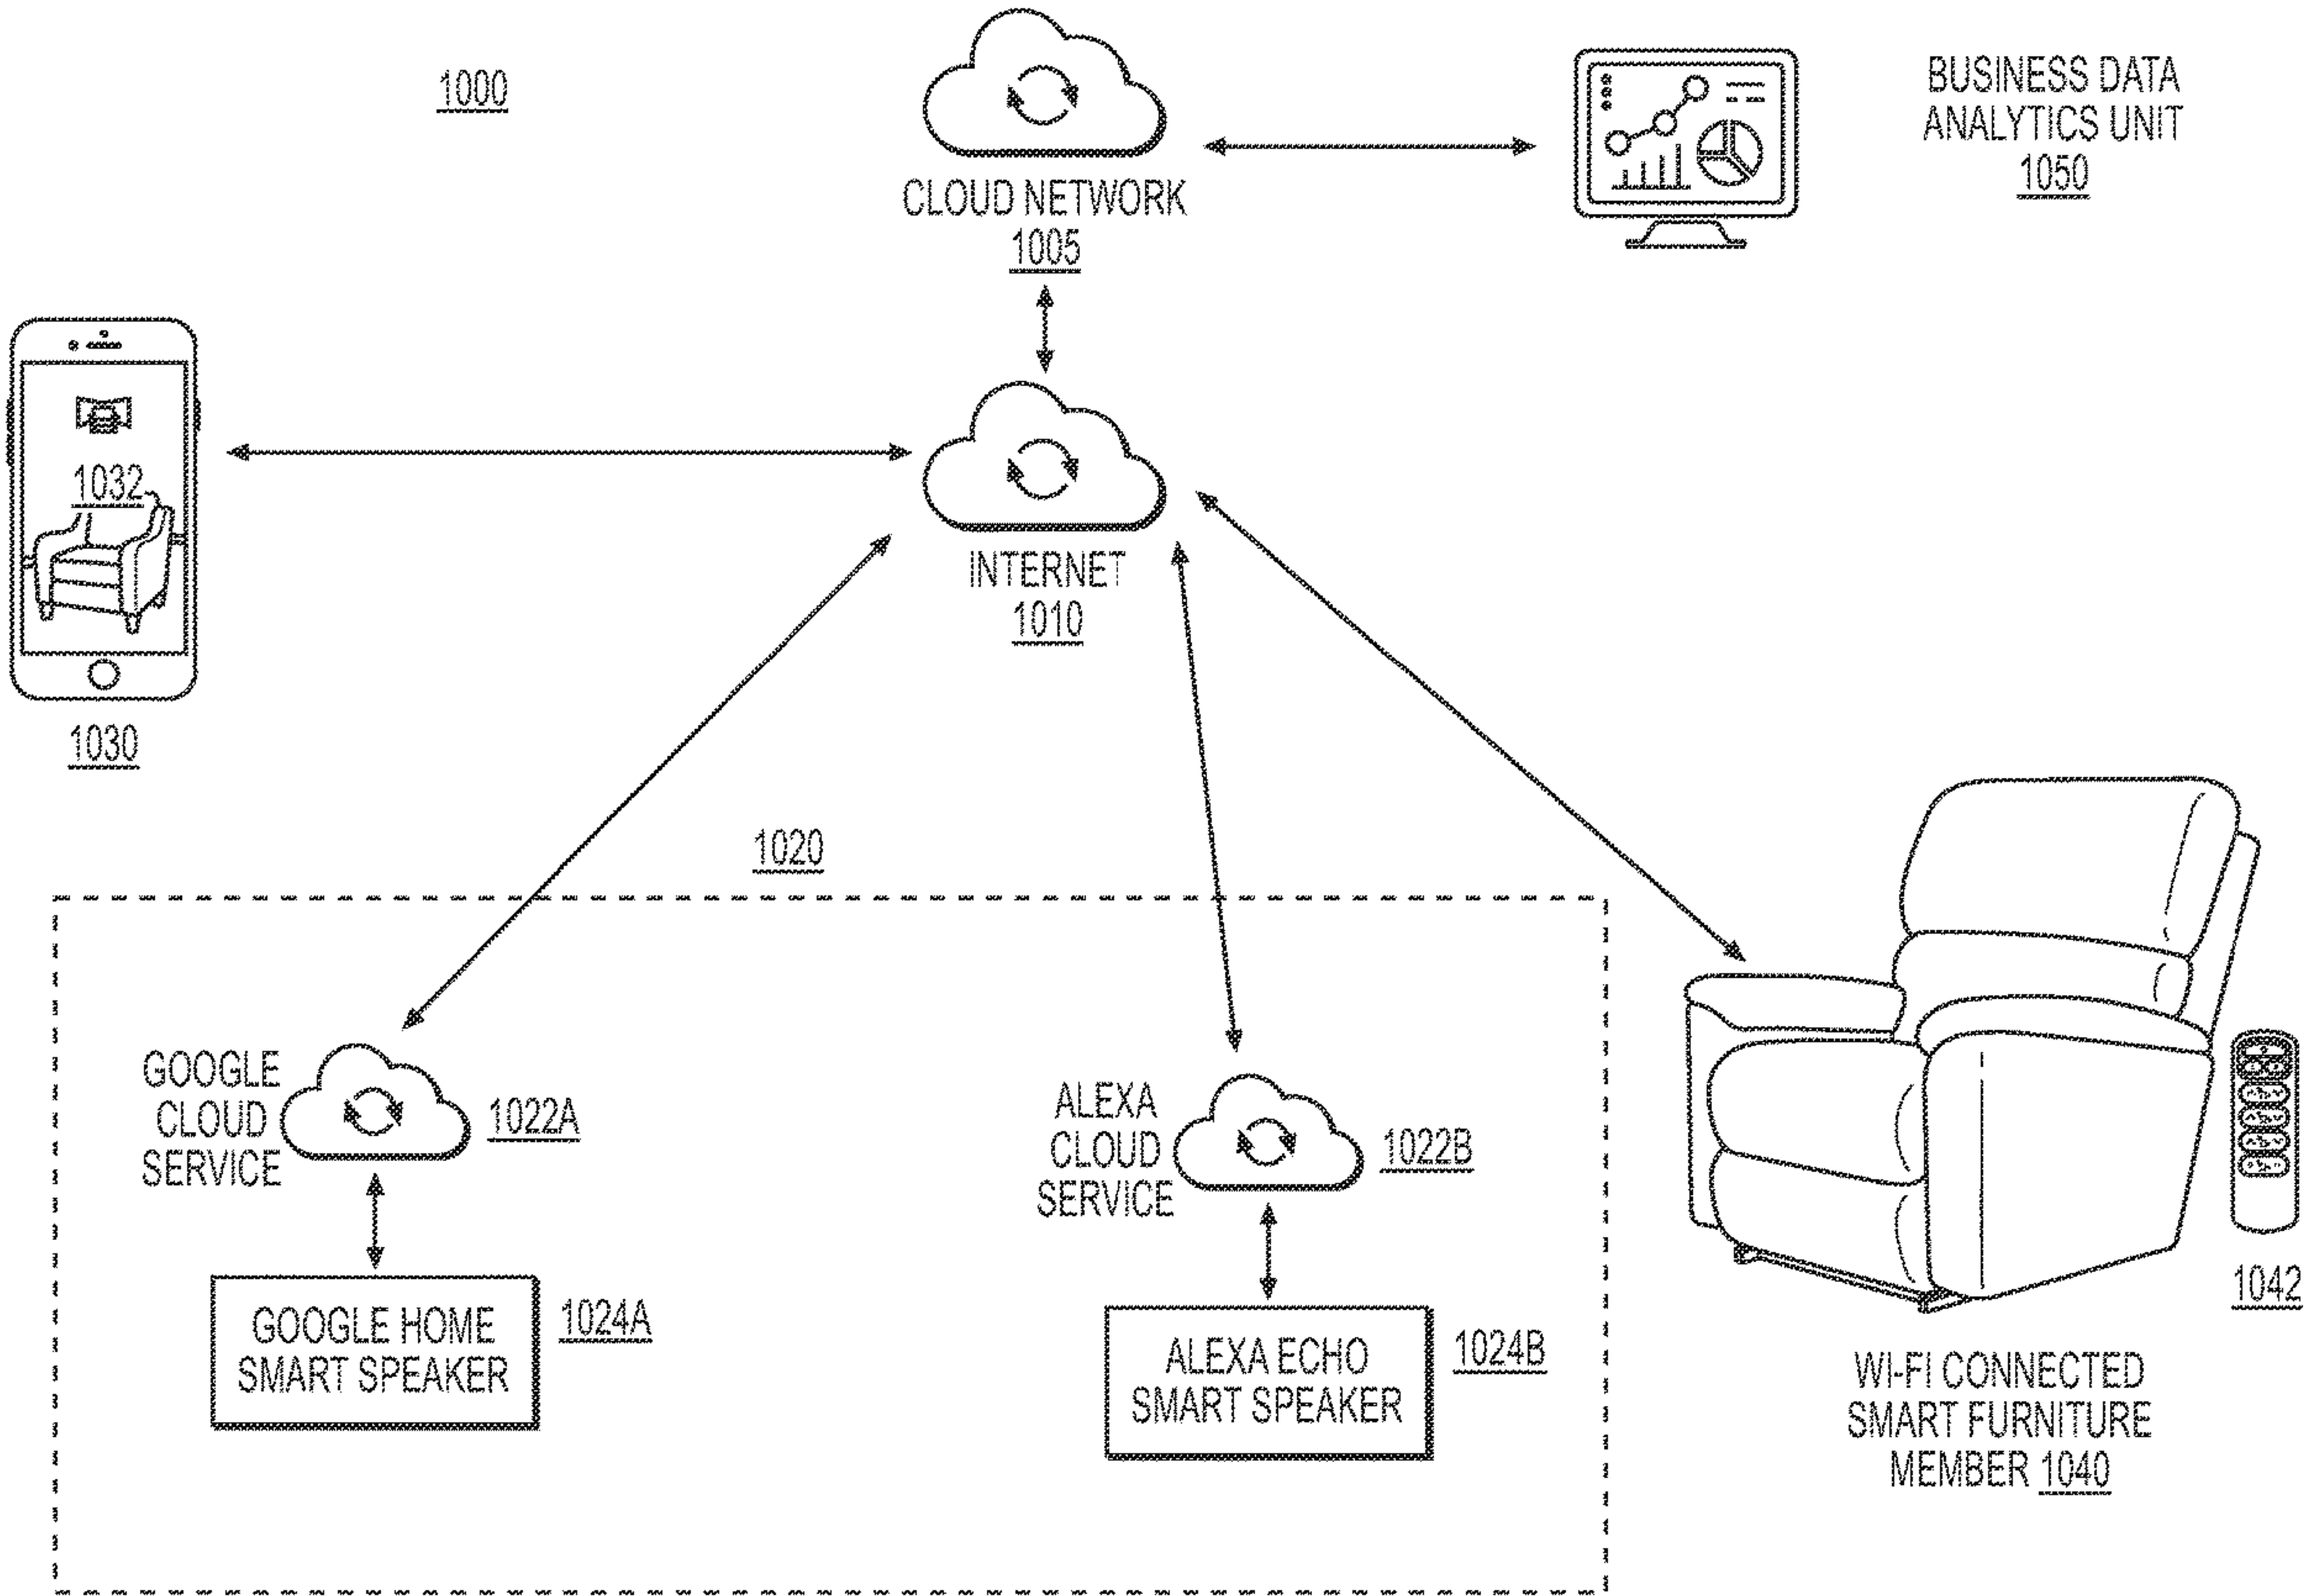 1000
CLOUD NETWORK
1005
BUSINESS DATA
ANALYTICS UNIT
1050
1032
1030
INTERNET
1010
1020
GOOGLE
CLOUD
SERVICE
1022A
GOOGLE HOME
SMART SPEAKER
1024A
ALEXA
CLOUD
SERVICE
1022B
ALEXA ECHO
SMART SPEAKER
1024B
1042
WI-FI CONNECTED
SMART FURNITURE
MEMBER 1040